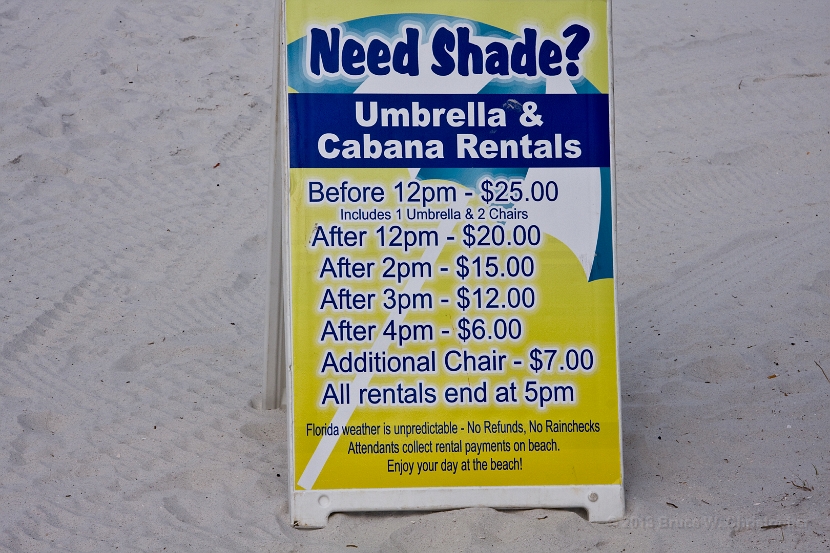 Need Shade?
Umbrella &
Cabana Rentals
Before 12pm - $25.00
Includes 1 Umbrella & 2 Chairs
After 12pm - $20.00
After 2pm - $15.00
After 3pm - $12.00
After 4pm - $6.00
Additional Chair - $7.00
All rentals end at 5pm
Florida weather is unpredictable - No Refunds, No Rainchecks
Attendants collect rental payments on beach.
Enjoy your day at the beach!
2013 Bruce W.